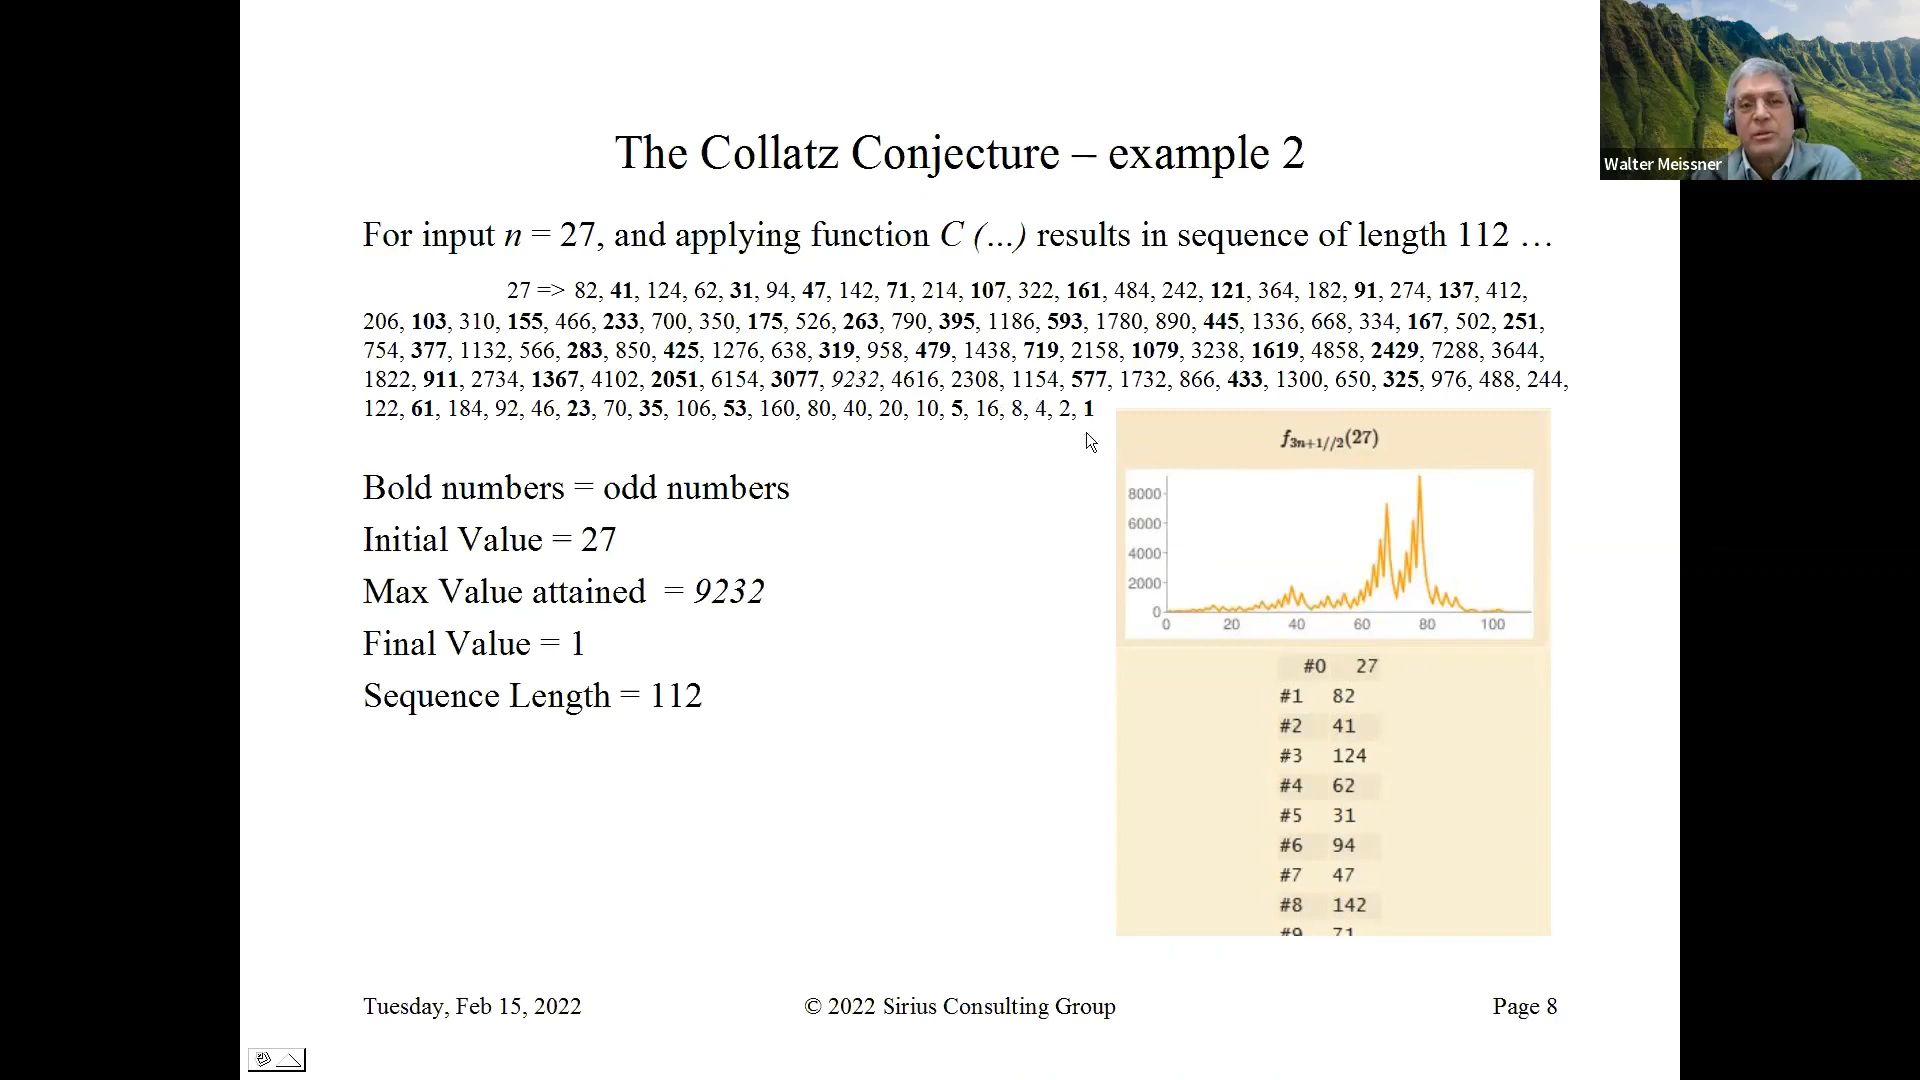 The Collatz Conjecture – example 2
Walter Meissner
For input n = 27, and applying function C (...) results in sequence of length 112 …
27 => 82, 41, 124, 62, 31, 94, 47, 142, 71, 214, 107, 322, 161, 484, 242, 121, 364, 182, 91, 274, 137, 412,
206, 103, 310, 155, 466, 233, 700, 350, 175, 526, 263, 790, 395, 1186, 593, 1780, 890, 445, 1336, 668, 334, 167, 502, 251,
754, 377, 1132, 566, 283, 850, 425, 1276, 638, 319, 958, 479, 1438, 719, 2158, 1079, 3238, 1619, 4858, 2429, 7288, 3644,
1822, 911, 2734, 1367, 4102, 2051, 6154, 3077, 9232, 4616, 2308, 1154, 577, 1732, 866, 433, 1300, 650, 325, 976, 488, 244,
122, 61, 184, 92, 46, 23, 70, 35, 106, 53, 160, 80, 40, 20, 10, 5, 16, 8, 4, 2, 1
Bold numbers = odd numbers
Initial Value = 27
Max Value attained = 9232
Final Value = 1
Sequence Length = 112
f3n+1//2(27)
8000
6000
4000
2000
0
0 20 40 60 80 100
#0 27
#1 82
#2 41
#3 124
#4 62
#5 31
#6 94
#7 47
#8 142
#9 71
Tuesday, Feb 15, 2022
© 2022 Sirius Consulting Group
Page 8